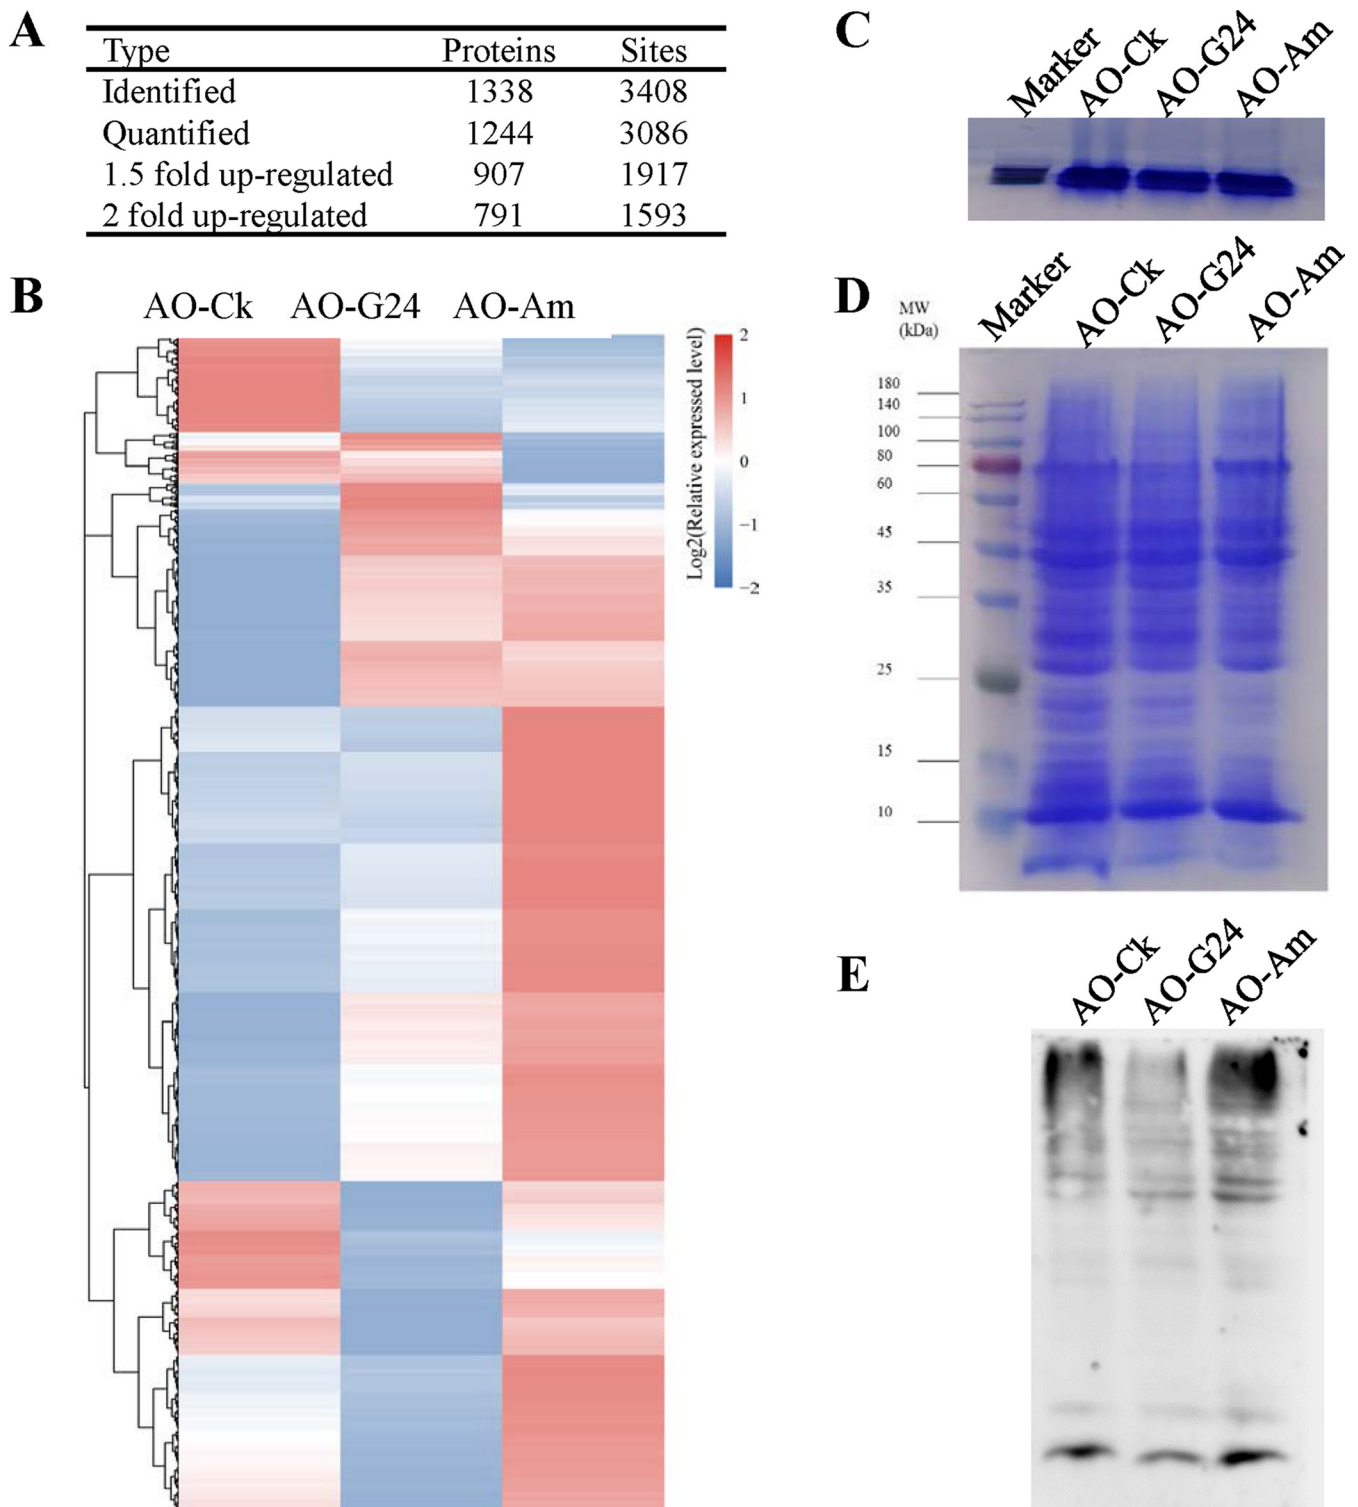 A
Type Proteins Sites
Identified 1338 3408
Quantified 1244 3086
1.5 fold up-regulated 907 1917
2 fold up-regulated 791 1593
B
AO-Ck AO-G24 AO-Am
Log2(Relative expressed level)
2
1
0
−1
−2
C
Marker
AO-Ck
AO-G24
AO-Am
D
MW
(kDa)
Marker
AO-Ck
AO-G24
AO-Am
180
140
100
80
60
45
35
25
15
10
E
AO-Ck
AO-G24
AO-Am